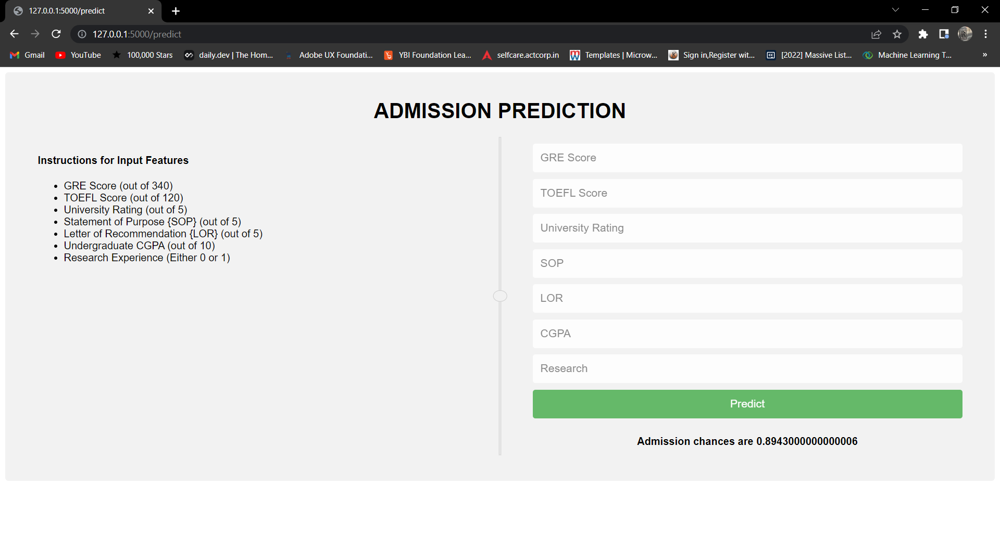 127.0.0.1:5000/predict
127.0.0.1:5000/predict
Gmail YouTube 100,000 Stars daily.dev | The Hom... Adobe UX Foundati... YBI Foundation Lea... selfcare.actcorp.in Templates | Microw... Sign in,Register wit... [2022] Massive List... Machine Learning T... »
ADMISSION PREDICTION
Instructions for Input Features
• GRE Score (out of 340)
• TOEFL Score (out of 120)
• University Rating (out of 5)
• Statement of Purpose {SOP} (out of 5)
• Letter of Recommendation {LOR} (out of 5)
• Undergraduate CGPA (out of 10)
• Research Experience (Either 0 or 1)
GRE Score
TOEFL Score
University Rating
SOP
LOR
CGPA
Research
Predict
Admission chances are 0.8943000000000006